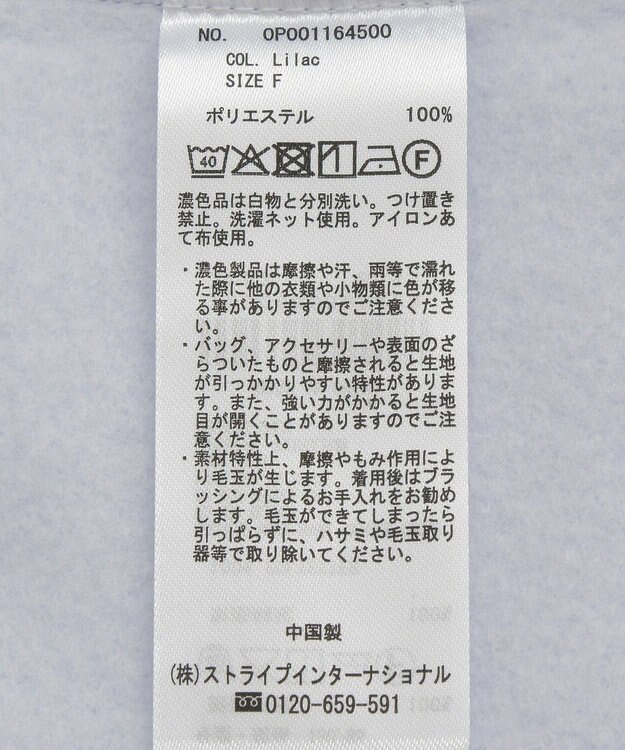 NO. OP001164500
COL. Lilac
SIZE F
ポリエステル 100%
40 F
濃色品は白物と分別洗い。つけ置き
禁止。洗濯ネット使用。アイロンあ
て布使用。
・濃色製品は摩擦や汗、雨等で濡れ
た際に他の衣類や小物類に色が移
る事がありますのでご注意くださ
い。
・バッグ、アクセサリーや表面のざ
らついたものと摩擦されると生地
が引っかかりやすい特性がありま
す。また、強い力がかかると生地
目が開くことがありますのでご注
意ください。
・素材特性上、摩擦やもみ作用によ
り毛玉が生じます。着用後はブラ
ッシングによるお手入れをお勧め
します。毛玉ができてしまったら
引っぱらずに、ハサミや毛玉取り
器等で取り除いてください。
中国製
(株)ストライプインターナショナル
0120-659-591